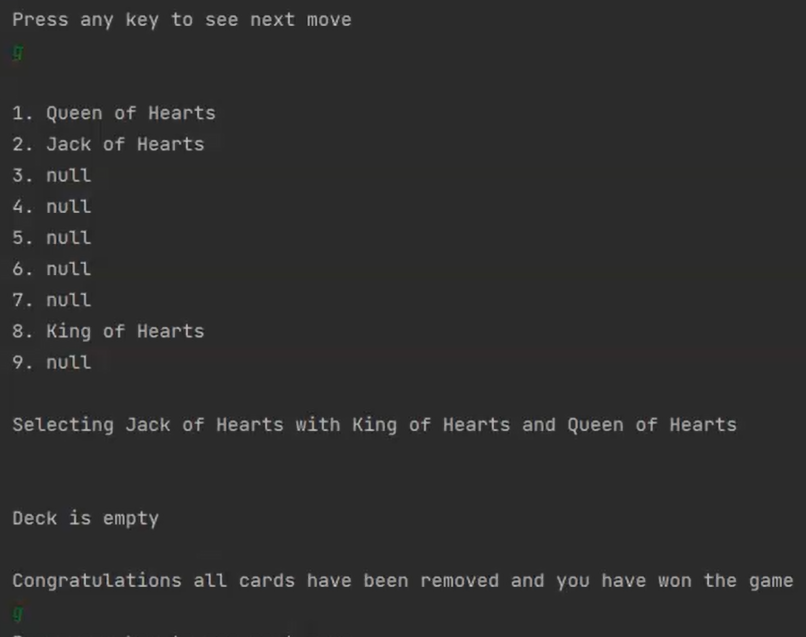 Press any key to see next move
g
1. Queen of Hearts
2. Jack of Hearts
3. null
4. null
5. null
6. null
7. null
8. King of Hearts
9. null
Selecting Jack of Hearts with King of Hearts and Queen of Hearts
Deck is empty
Congratulations all cards have been removed and you have won the game
g